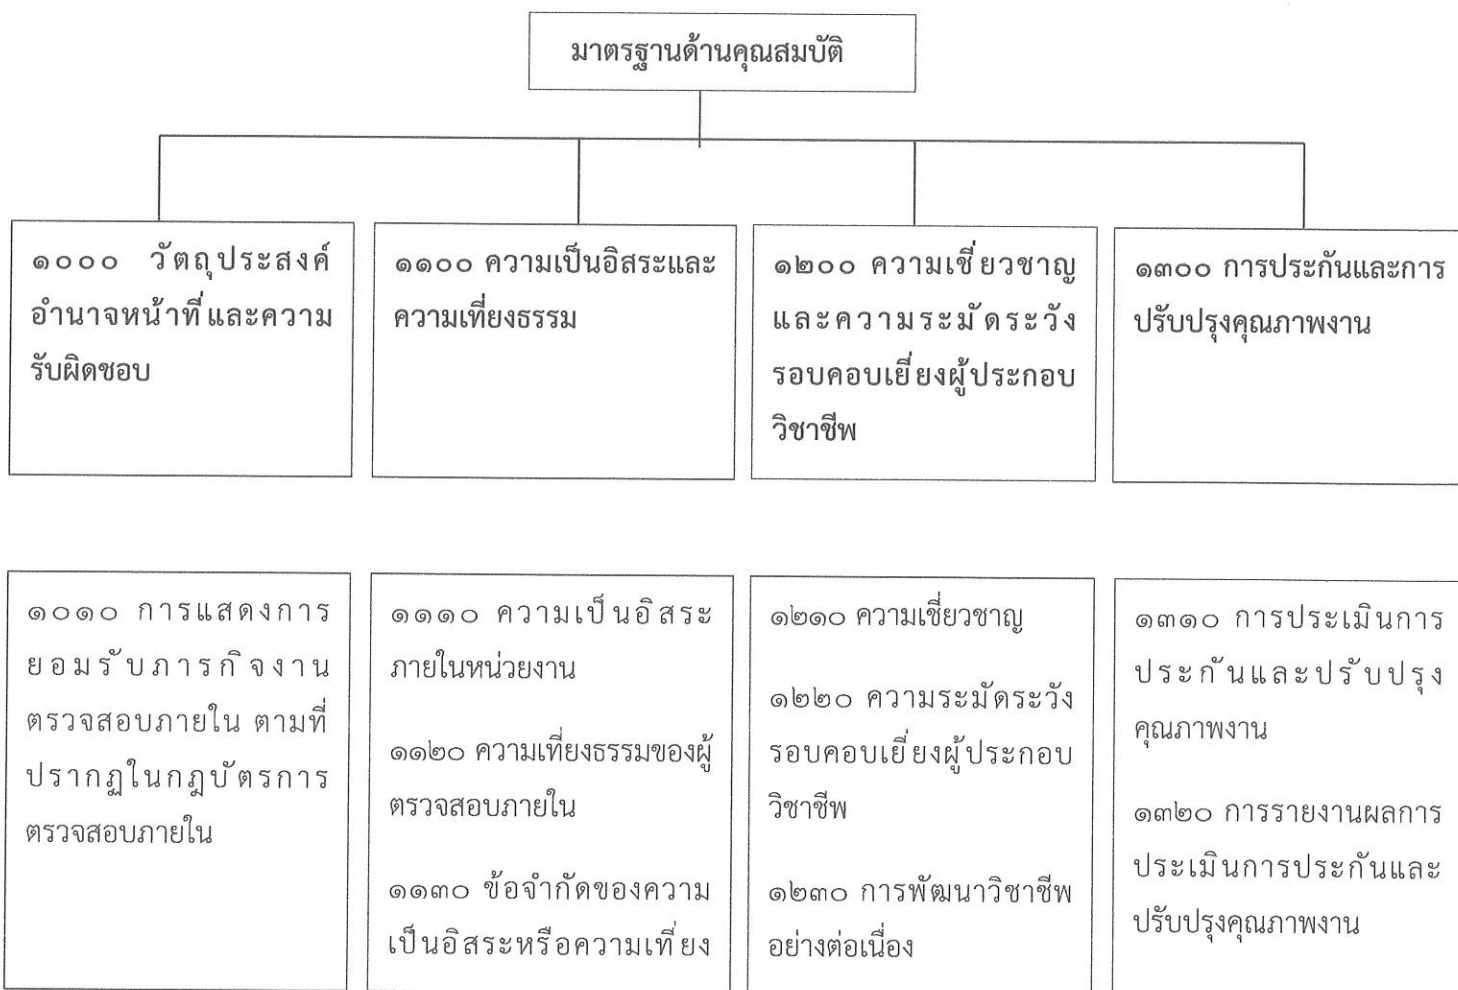 มาตรฐานด้านคุณสมบัติ
๑๐๐๐ วัตถุประสงค์
อำนาจหน้าที่และความ
รับผิดชอบ
๑๑๐๐ ความเป็นอิสระและ
ความเที่ยงธรรม
๑๒๐๐ ความเชี่ยวชาญ
และความระมัดระวัง
รอบคอบเยี่ยงผู้ประกอบ
วิชาชีพ
๑๓๐๐ การประกันและการ
ปรับปรุงคุณภาพงาน
๑๐๑๐ การแสดงการ
ยอมรับภารกิจงาน
ตรวจสอบภายใน ตามที่
ปรากฏในกฎบัตรการ
ตรวจสอบภายใน
๑๑๑๐ ความเป็นอิสระ
ภายในหน่วยงาน
๑๑๒๐ ความเที่ยงธรรมของผู้
ตรวจสอบภายใน
๑๑๓๐ ข้อจำกัดของความ
เป็นอิสระหรือความเที่ยง
๑๒๑๐ ความเชี่ยวชาญ
๑๒๒๐ ความระมัดระวัง
รอบคอบเยี่ยงผู้ประกอบ
วิชาชีพ
๑๒๓๐ การพัฒนาวิชาชีพ
อย่างต่อเนื่อง
๑๓๑๐ การประเมินการ
ประกันและปรับปรุง
คุณภาพงาน
๑๓๒๐ การรายงานผลการ
ประเมินการประกันและ
ปรับปรุงคุณภาพงาน